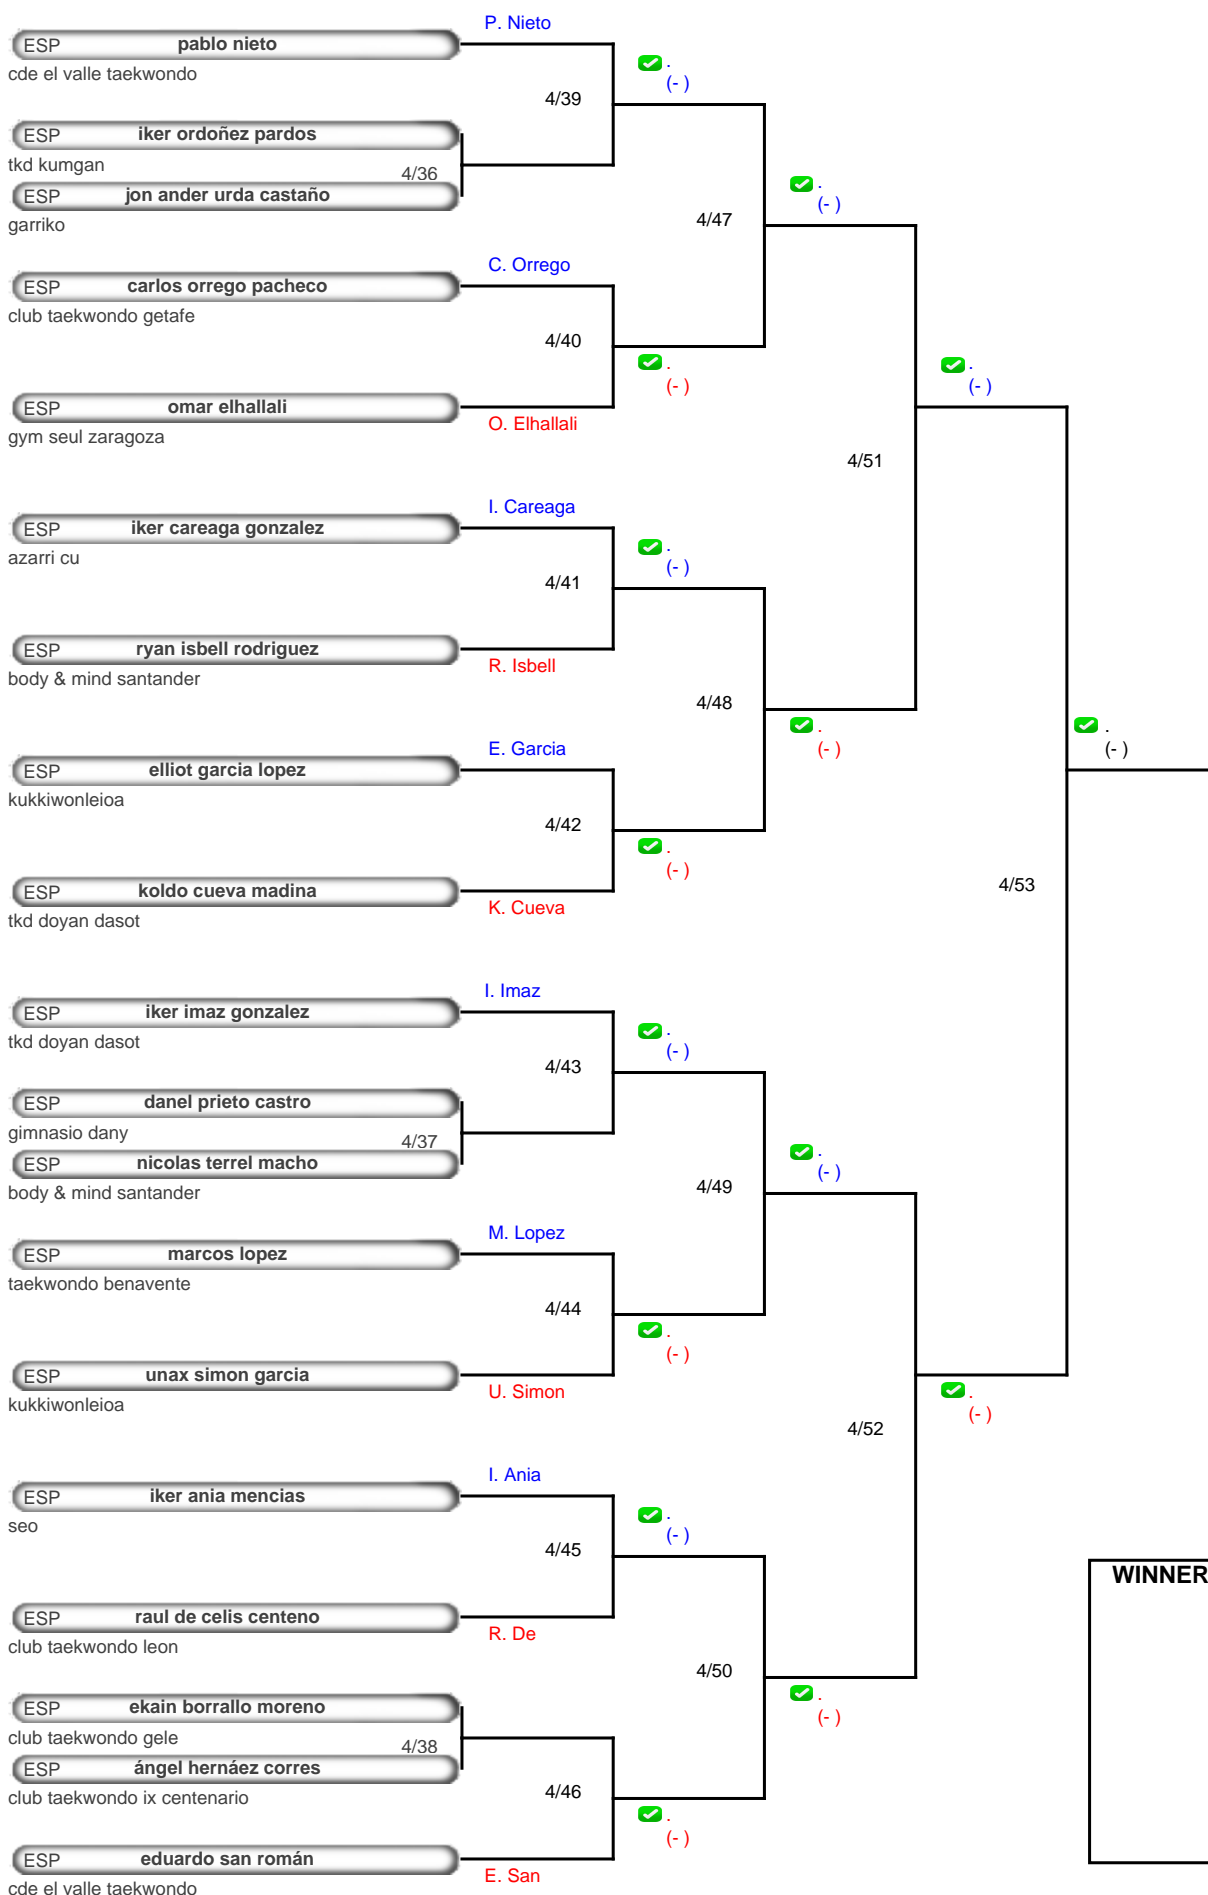 P. Nieto
ESP pablo nieto
cde el valle taekwondo
.
(- )
4/39
ESP iker ordoñez pardos
tkd kumgan
4/36
ESP jon ander urda castaño
garriko
.
(- )
4/47
C. Orrego
ESP carlos orrego pacheco
club taekwondo getafe
4/40
.
(- )
.
(- )
ESP omar elhallali
O. Elhallali
gym seul zaragoza
4/51
I. Careaga
ESP iker careaga gonzalez
azarri cu
.
(- )
4/41
ESP ryan isbell rodriguez
R. Isbell
body & mind santander
4/48
.
(- )
.
(- )
E. Garcia
ESP elliot garcia lopez
kukkiwonleioa
4/42
.
(- )
4/53
ESP koldo cueva madina
K. Cueva
tkd doyan dasot
I. Imaz
ESP iker imaz gonzalez
tkd doyan dasot
.
(- )
4/43
ESP danel prieto castro
gimnasio dany
4/37
ESP nicolas terrel macho
body & mind santander
.
(- )
4/49
M. Lopez
ESP marcos lopez
taekwondo benavente
4/44
.
(- )
ESP unax simon garcia
U. Simon
kukkiwonleioa
.
(- )
4/52
I. Ania
ESP iker ania mencias
seo
.
(- )
4/45
WINNER
ESP raul de celis centeno
R. De
club taekwondo leon
4/50
.
(- )
ESP ekain borrallo moreno
club taekwondo gele
4/38
ESP ángel hernáez corres
club taekwondo ix centenario
4/46
.
(- )
ESP eduardo san román
E. San
cde el valle taekwondo